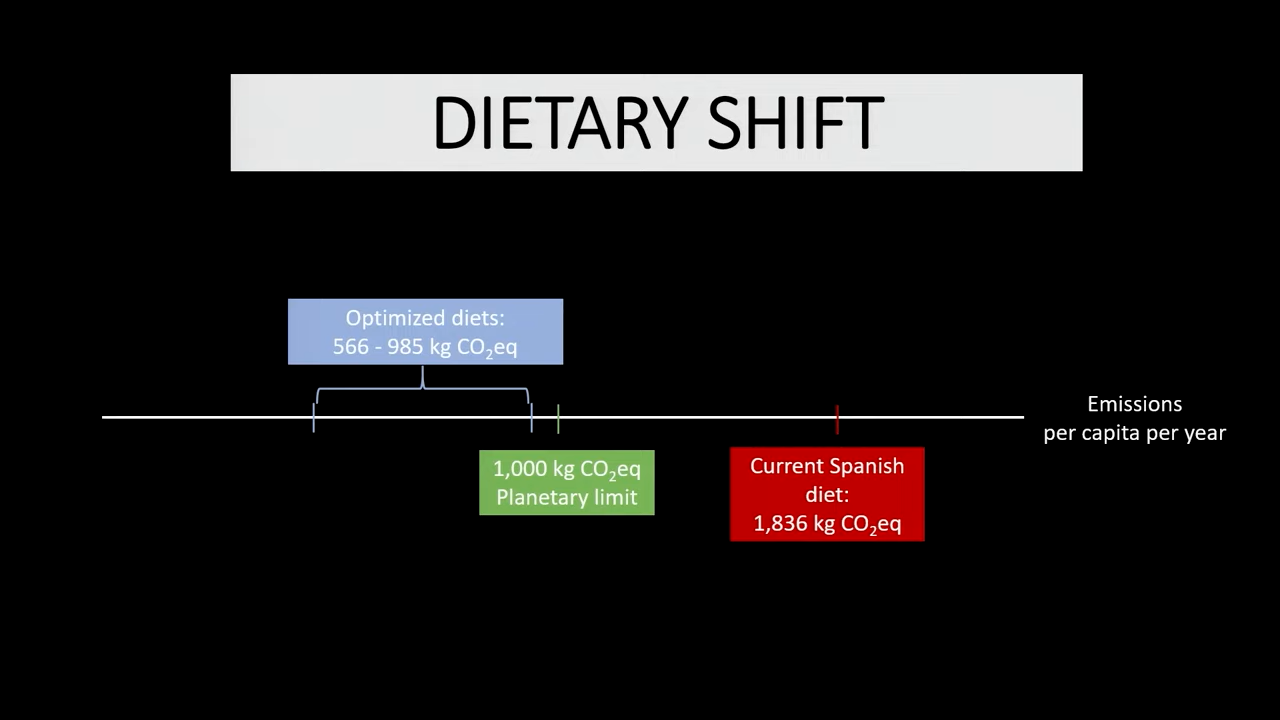 DIETARY SHIFT
Optimized diets:
566 - 985 kg CO₂eq
Emissions
per capita per year
1,000 kg CO₂eq
Planetary limit
Current Spanish
diet:
1,836 kg CO₂eq